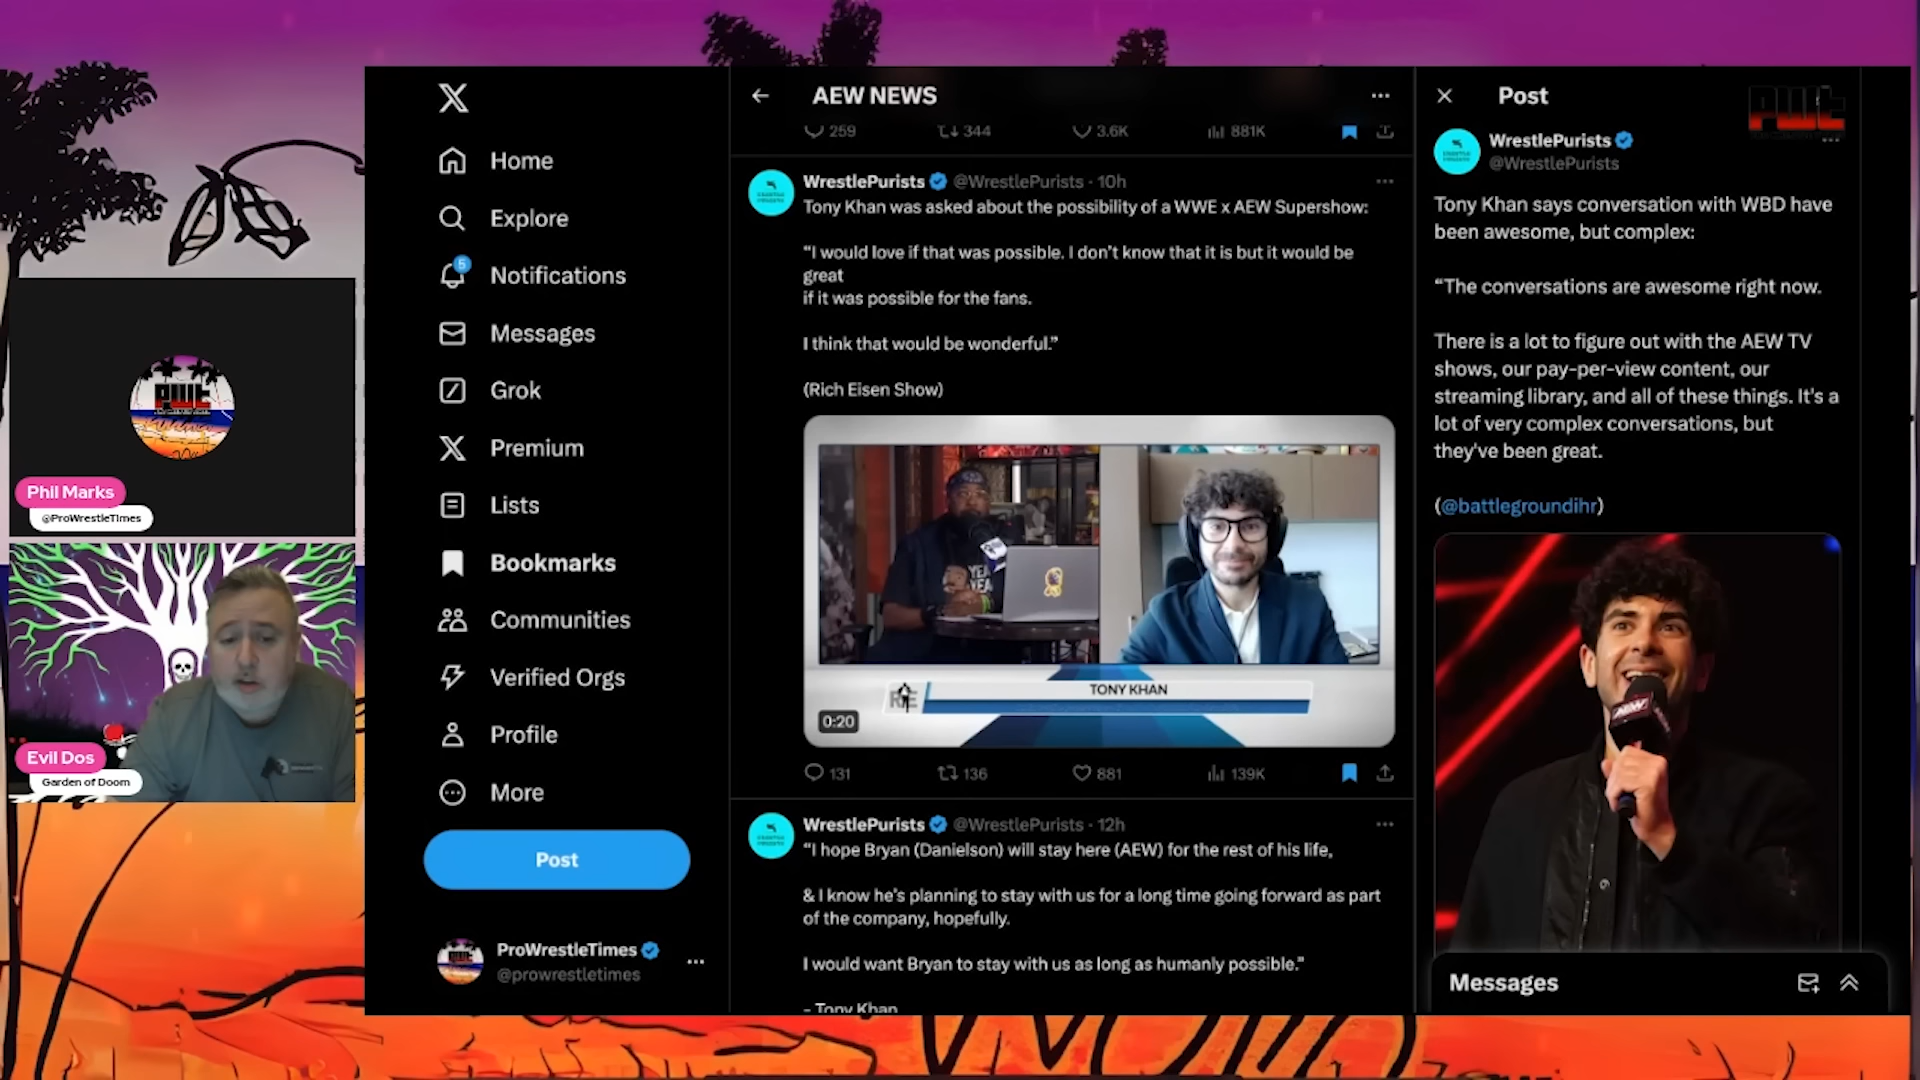 Phil Marks
@ProWrestleTimes
Evil Dos
Garden of Doom
Home
Explore
5
Notifications
Messages
Grok
Premium
Lists
Bookmarks
Communities
Verified Orgs
Profile
More
Post
ProWrestleTimes
@prowrestletimes
AEW NEWS
259 344 3.6K 881K
WrestlePurists @WrestlePurists · 10h
Tony Khan was asked about the possibility of a WWE x AEW Supershow:
“I would love if that was possible. I don’t know that it is but it would be
great
if it was possible for the fans.
I think that would be wonderful.”
(Rich Eisen Show)
TONY KHAN
0:20
131 136 881 139K
WrestlePurists @WrestlePurists · 12h
“I hope Bryan (Danielson) will stay here (AEW) for the rest of his life,
& I know he's planning to stay with us for a long time going forward as part
of the company, hopefully.
I would want Bryan to stay with us as long as humanly possible.”
- Tony Khan
Post
PWt
WrestlePurists
@WrestlePurists
Tony Khan says conversation with WBD have
been awesome, but complex:
“The conversations are awesome right now.
There is a lot to figure out with the AEW TV
shows, our pay-per-view content, our
streaming library, and all of these things. It's a
lot of very complex conversations, but
they've been great.
(@battlegroundihr)
AEW
Messages